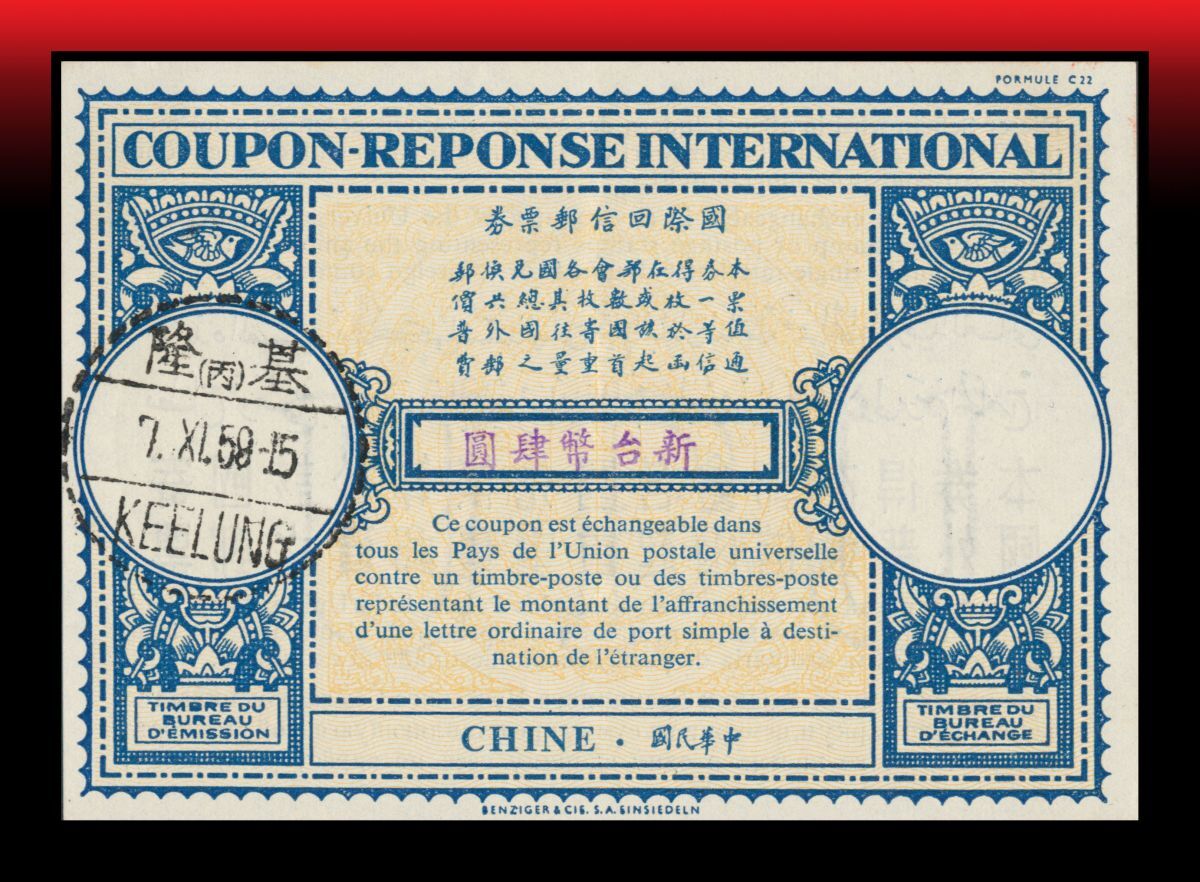 FORMULE C22
COUPON-REPONSE INTERNATIONAL
國際回信郵票券
本券得在郵會各國兌換郵
票一枚或數枚其總共價
值等於該國寄往國外普
通信函起首重量之郵費
基(丙)隆
7.XI.58-15
KEELUNG
新台幣肆圓
Ce coupon est échangeable dans
tous les Pays de l'Union postale universelle
contre un timbre-poste ou des timbres-poste
représentant le montant de l'affranchissement
d'une lettre ordinaire de port simple à desti-
nation de l'étranger.
TIMBRE DU
BUREAU
D'ÉMISSION
CHINE · 中華民國
TIMBRE DU
BUREAU
D'ÉCHANGE
BENZIGER & CIE. S.A. EINSIEDELN